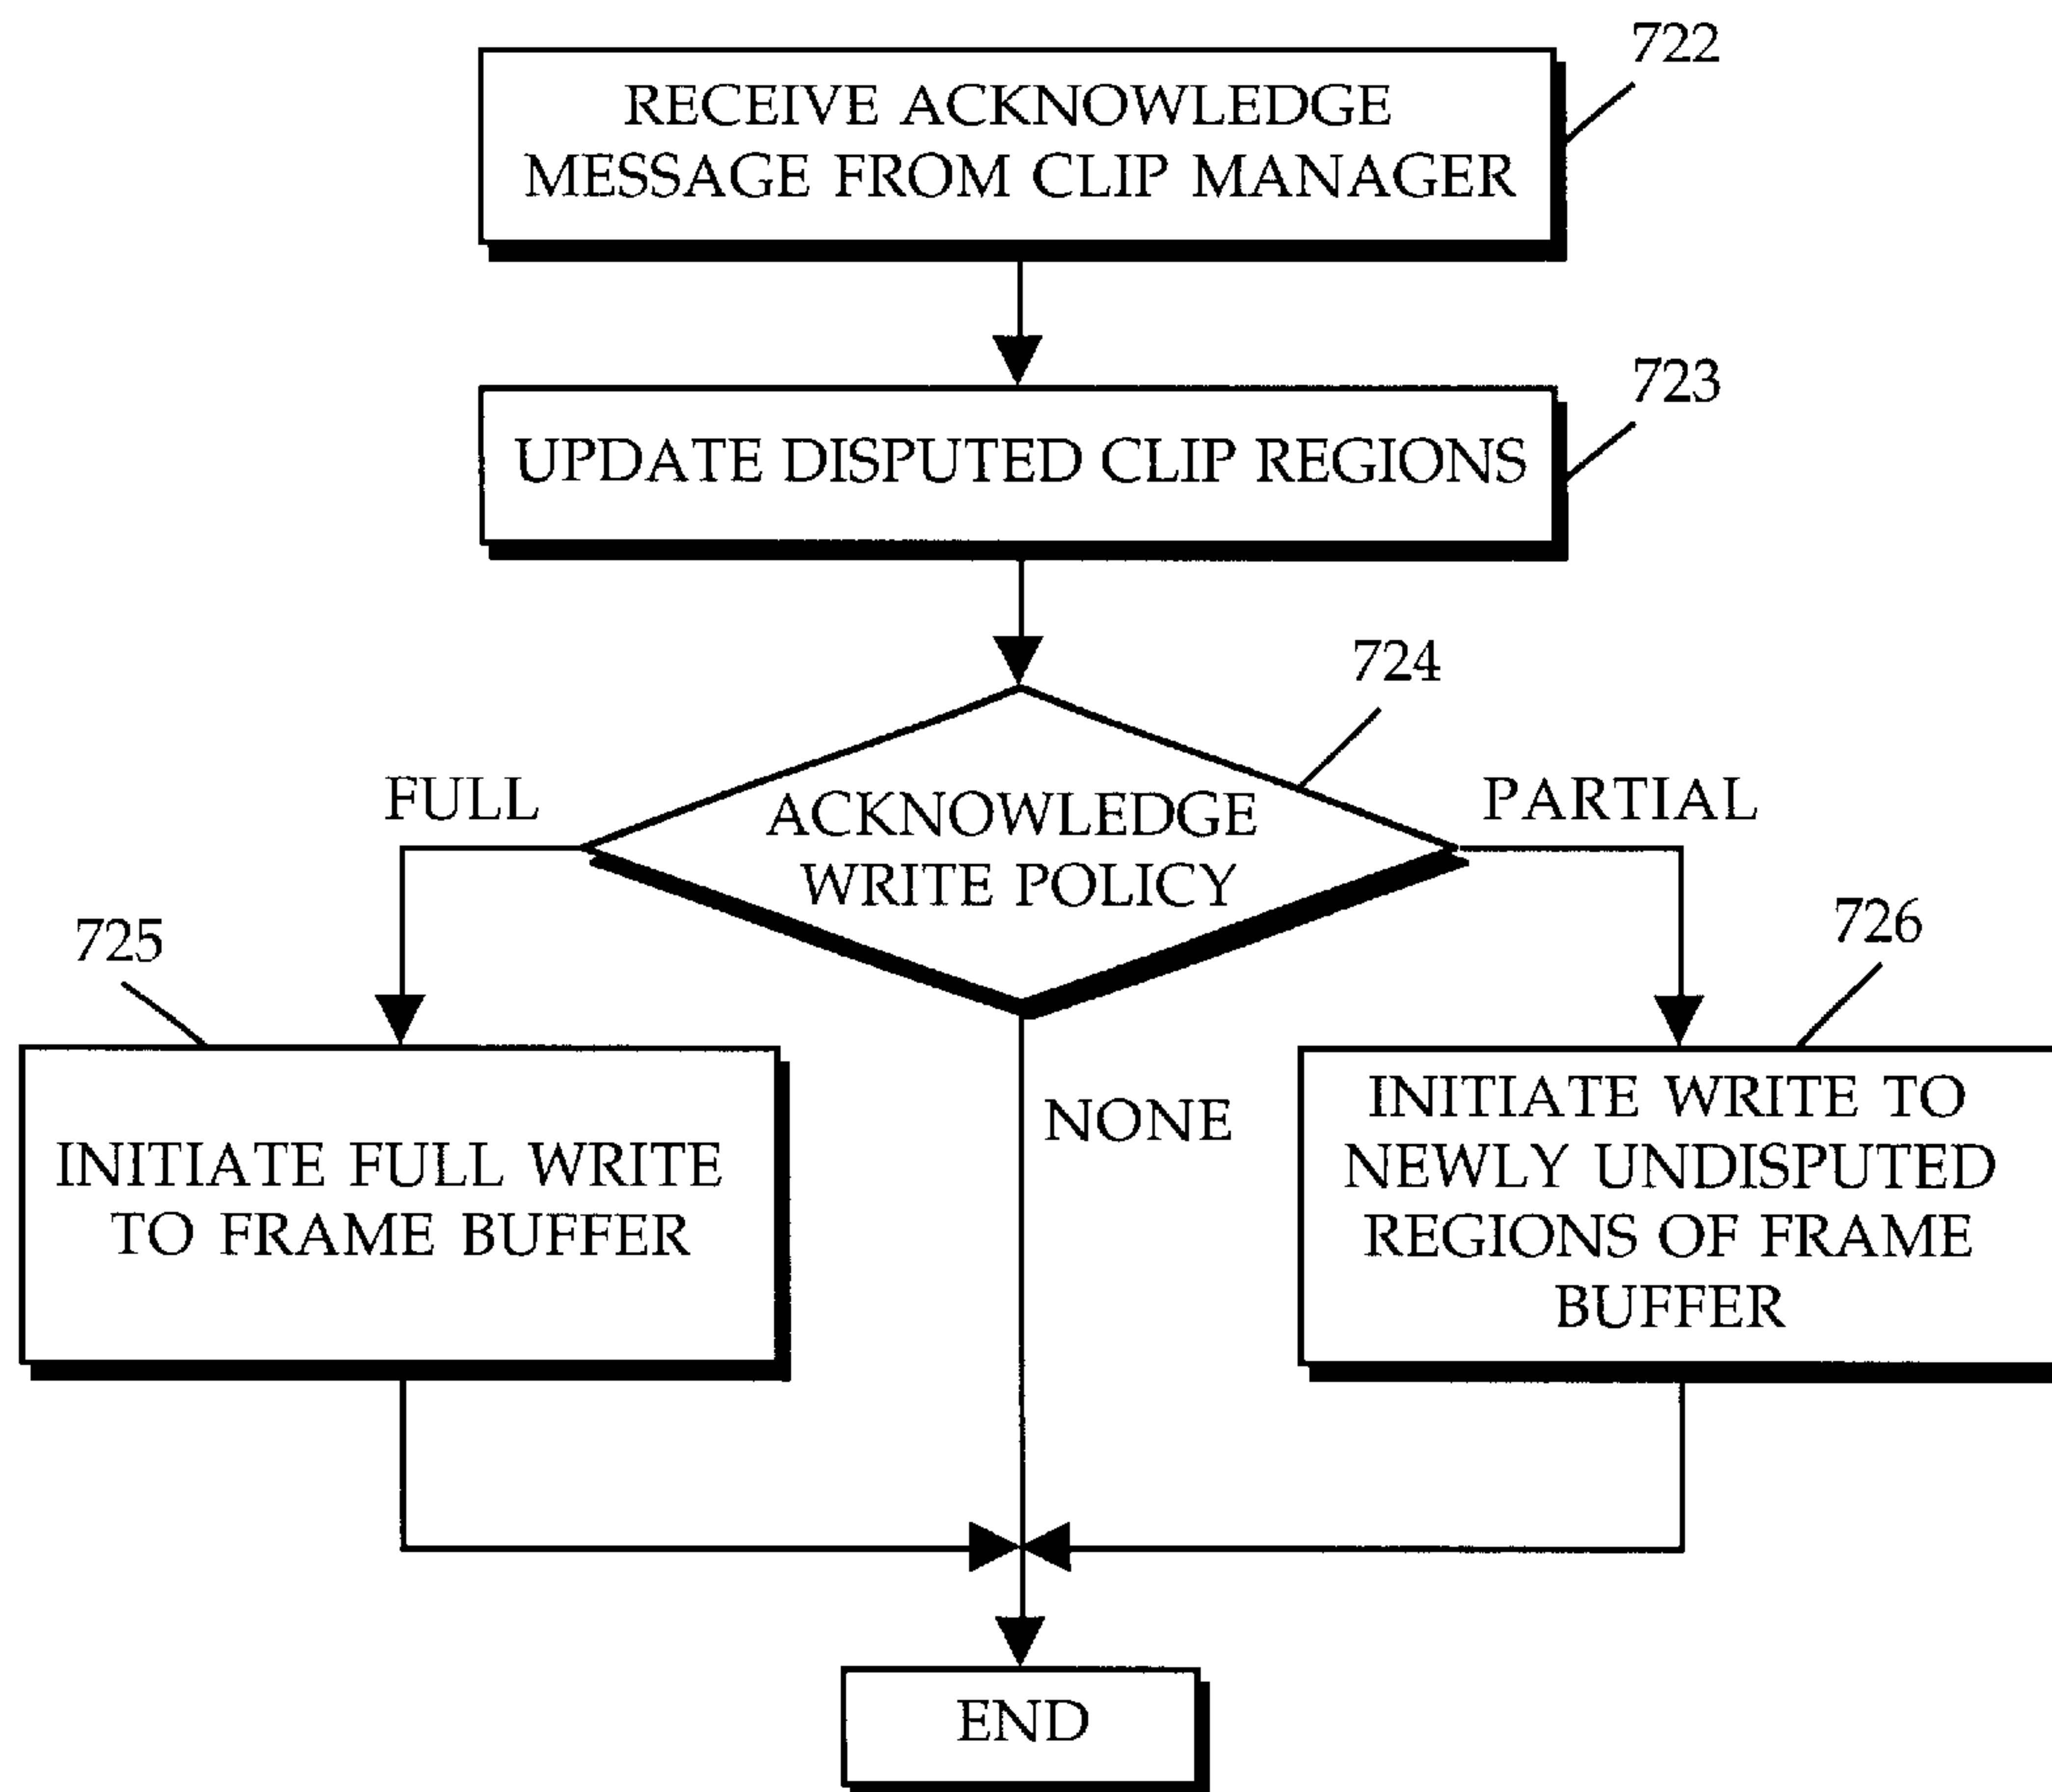 722
RECEIVE ACKNOWLEDGE
MESSAGE FROM CLIP MANAGER
723
UPDATE DISPUTED CLIP REGIONS
724
FULL
ACKNOWLEDGE
WRITE POLICY
PARTIAL
725
726
INITIATE FULL WRITE
TO FRAME BUFFER
NONE
INITIATE WRITE TO
NEWLY UNDISPUTED
REGIONS OF FRAME
BUFFER
END